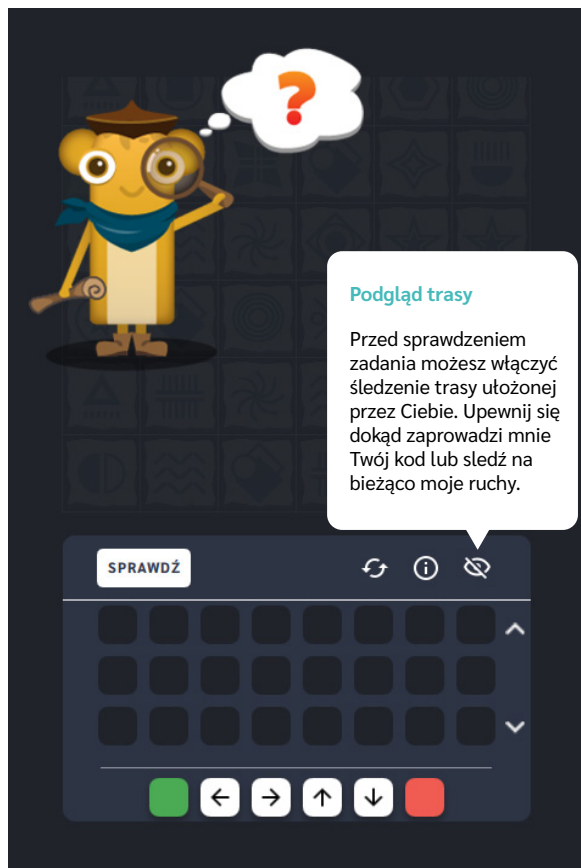 ?
Podgląd trasy
Przed sprawdzeniem
zadania możesz włączyć
śledzenie trasy ułożonej
przez Ciebie. Upewnij się
dokąd zaprowadzi mnie
Twój kod lub sledź na
bieżąco moje ruchy.
SPRAWDŹ